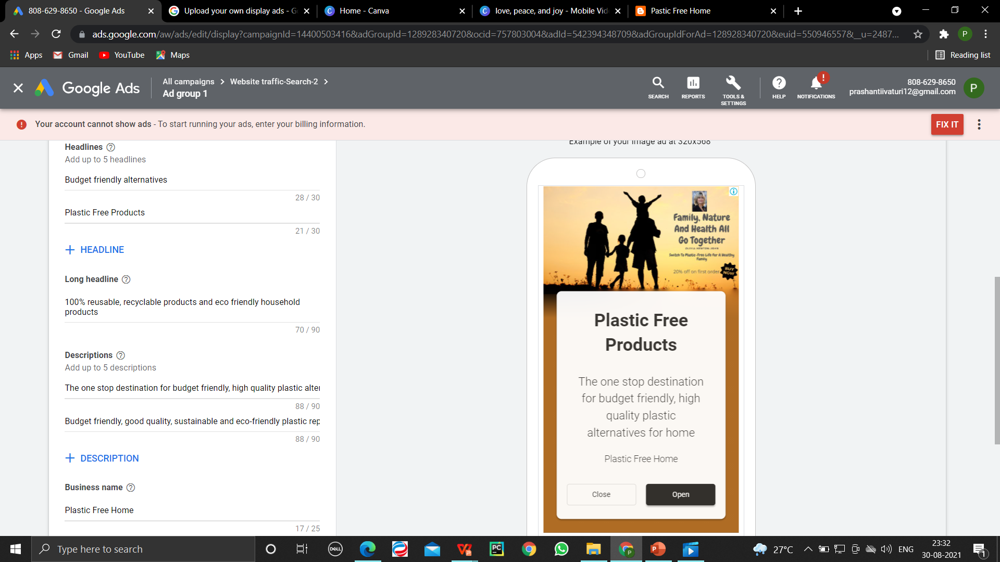 808-629-8650 - Google Ads
Upload your own display ads - G
Home - Canva
love, peace, and joy - Mobile Vid
Pastic Free Home
ads.google.com/aw/ads/edit/display?campaignId=14400503416&adGroupId=128928340720&ocid=757803004&adId=542394348709&adGroupIdForAd=128928340720&euid=550946557&__u=2487...
P
Apps
Gmail
YouTube
Maps
Reading list
Google Ads
All campaigns > Website traffic-Search-2 >
Ad group 1
SEARCH
REPORTS
TOOLS &
SETTINGS
HELP
NOTIFICATIONS
808-629-8650
prashantiivaturi12@gmail.com
P
Your account cannot show ads - To start running your ads, enter your billing information.
FIX IT
Headlines
Add up to 5 headlines
Budget friendly alternatives
28 / 30
Plastic Free Products
21 / 30
+ HEADLINE
Long headline
100% reusable, recyclable products and eco friendly household
products
70 / 90
Descriptions
Add up to 5 descriptions
The one stop destination for budget friendly, high quality plastic alter
88 / 90
Budget friendly, good quality, sustainable and eco-friendly plastic rep
88 / 90
+ DESCRIPTION
Business name
Plastic Free Home
17 / 25
Example of your image ad at 320x568
Family, Nature
And Health All
Go Together
OLIVIA NEWTON-JOHN
Switch To Plastic-Free Life For A Healthy
Family
20% off on first order
BUY
NOW
Plastic Free
Products
The one stop destination
for budget friendly, high
quality plastic
alternatives for home
Plastic Free Home
Close
Open
Type here to search
DELL
PC
P
P
27°C
ENG
23:32
30-08-2021
1